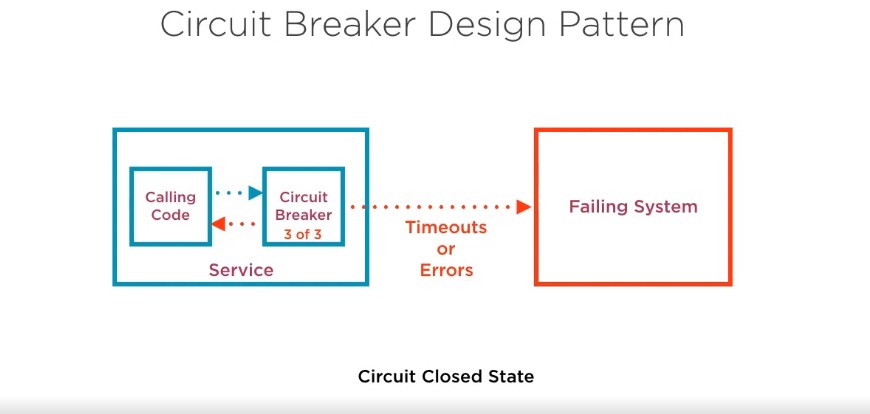 Circuit Breaker Design Pattern
Calling
Code
Circuit
Breaker
3 of 3
Service
Timeouts
or
Errors
Failing System
Circuit Closed State